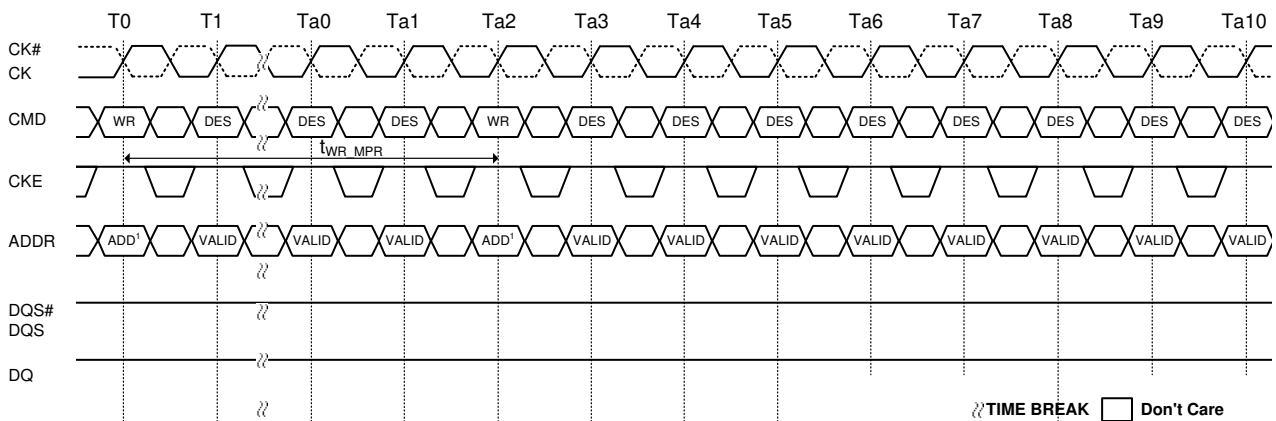 T0 T1 Ta0 Ta1 Ta2 Ta3 Ta4 Ta5 Ta6 Ta7 Ta8 Ta9 Ta10
CK#
CK
CMD WR DES DES DES WR DES DES DES DES DES DES DES DES
tWR_MPR
CKE
ADDR ADD¹ VALID VALID VALID ADD¹ VALID VALID VALID VALID VALID VALID VALID VALID
DQS#
DQS
DQ
TIME BREAK Don't Care